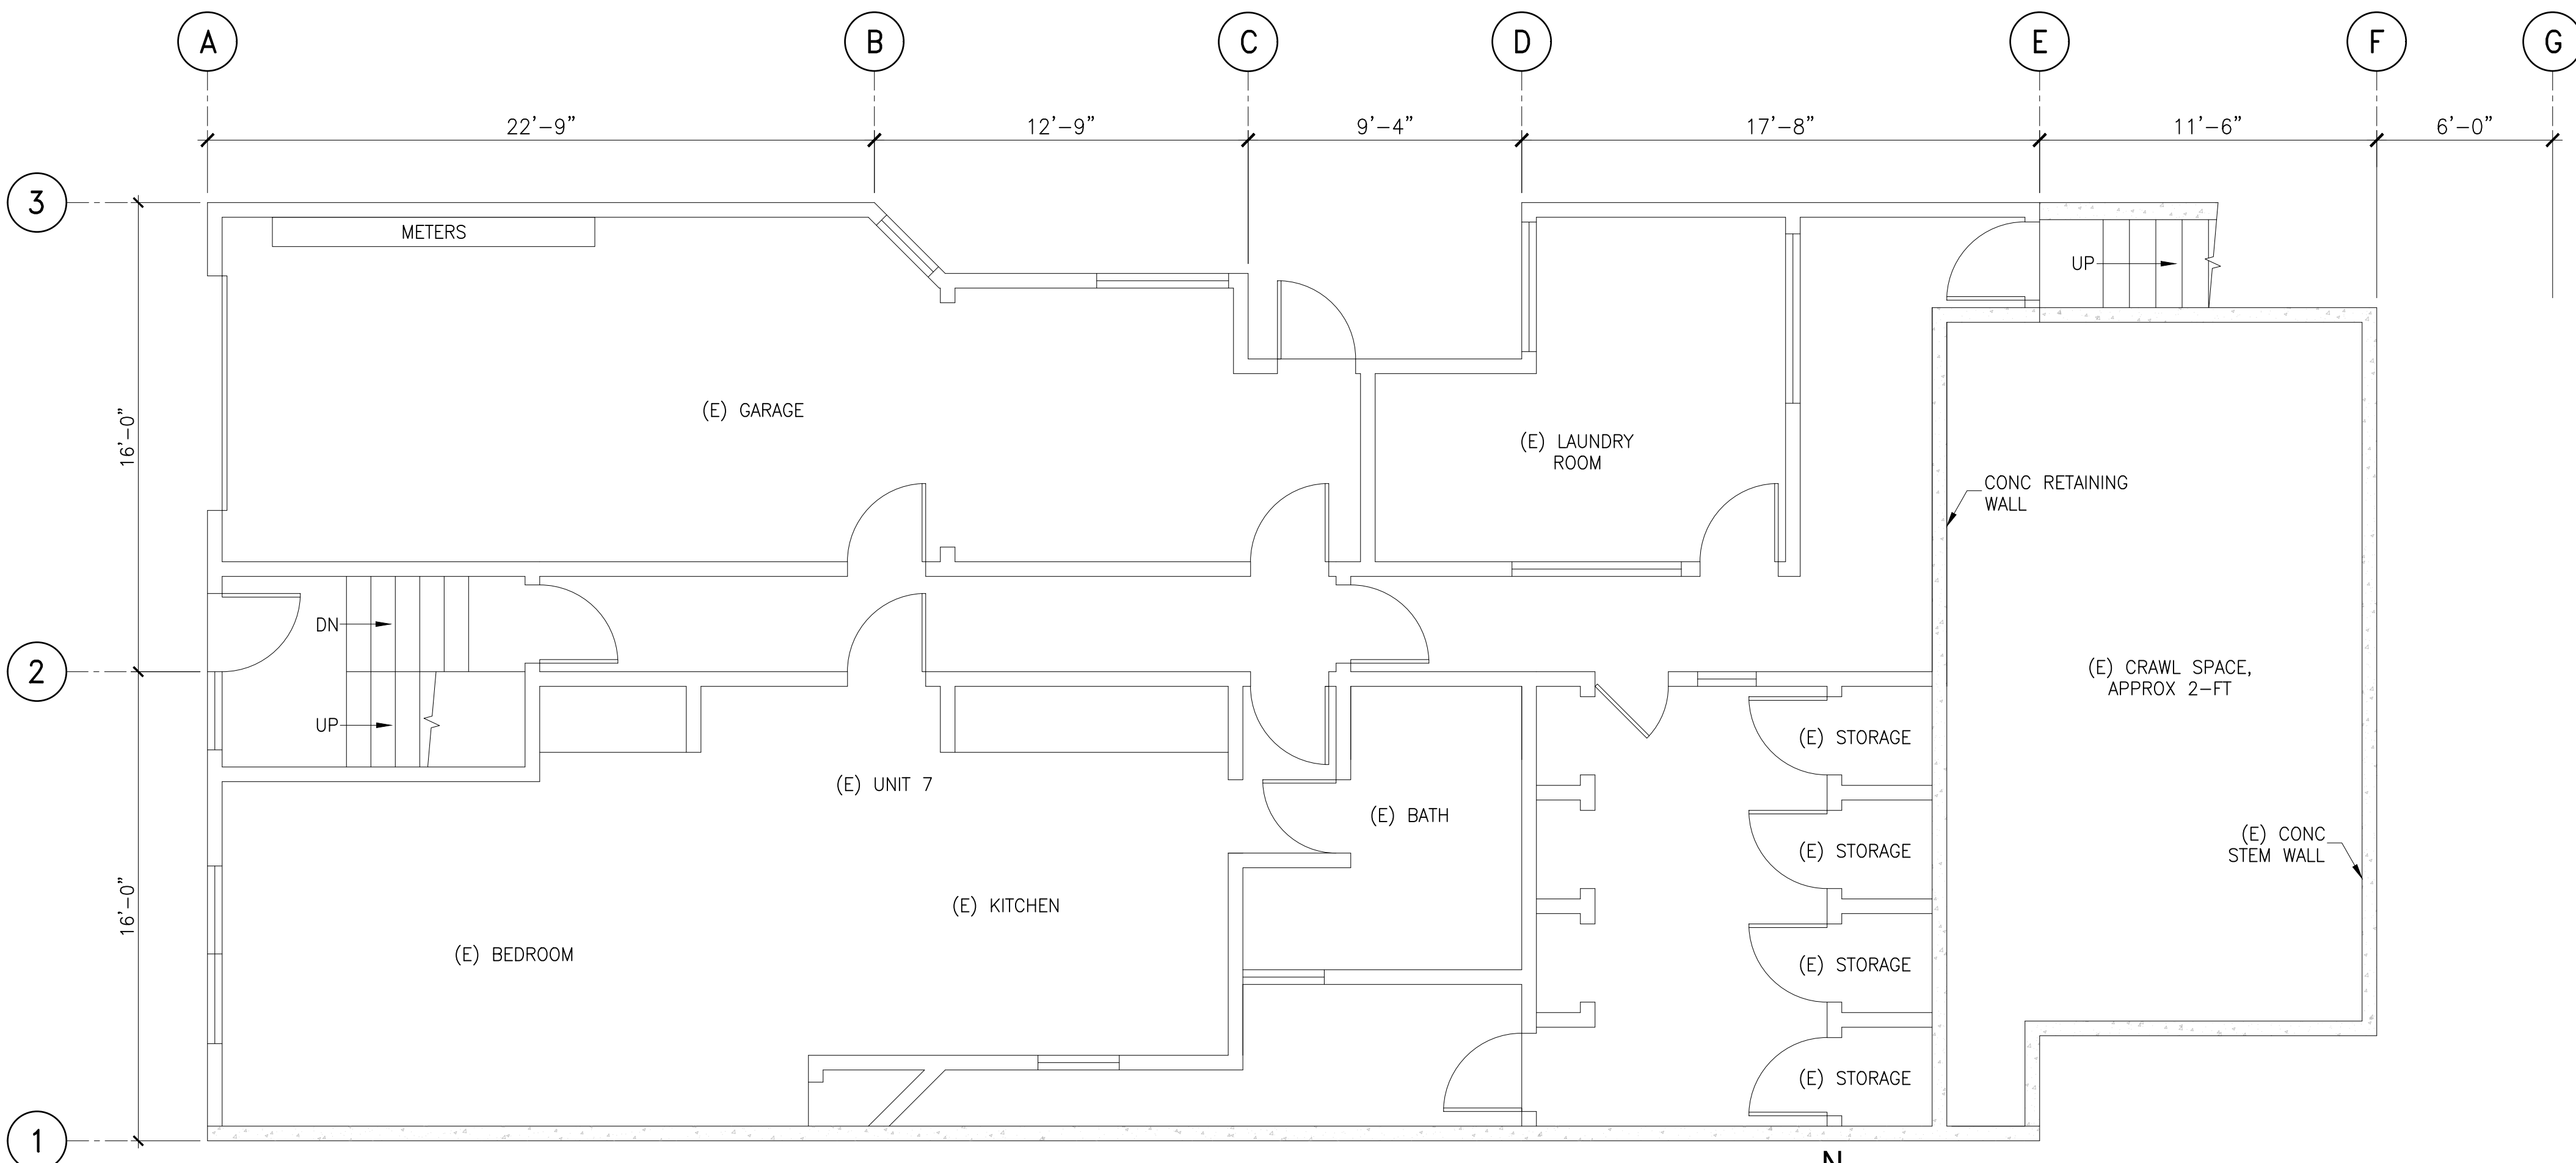 A B C D E F G
22'-9" 12'-9" 9'-4" 17'-8" 11'-6" 6'-0"
3
METERS
UP
(E) GARAGE
16'-0"
(E) LAUNDRY
ROOM
CONC RETAINING
WALL
DN
2
(E) CRAWL SPACE,
APPROX 2-FT
UP
(E) STORAGE
(E) UNIT 7
(E) BATH
(E) CONC
STEM WALL
(E) STORAGE
16'-0"
(E) KITCHEN
(E) BEDROOM
(E) STORAGE
(E) STORAGE
1
N